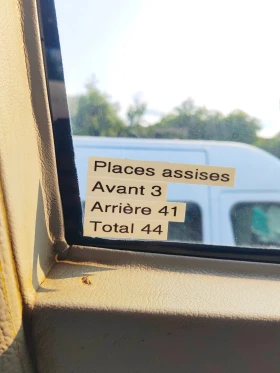 Places assises
Avant 3
Arrière 41
Total 44